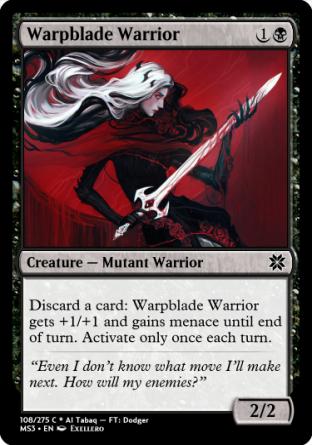 Warpblade Warrior 1
Creature — Mutant Warrior
Discard a card: Warpblade Warrior
gets +1/+1 and gains menace until end
of turn. Activate only once each turn.
“Even I don’t know what move I’ll make
next. How will my enemies?”
2/2
108/275 C * AI Tabaq — FT: Dodger
MS3 • EN Exellero